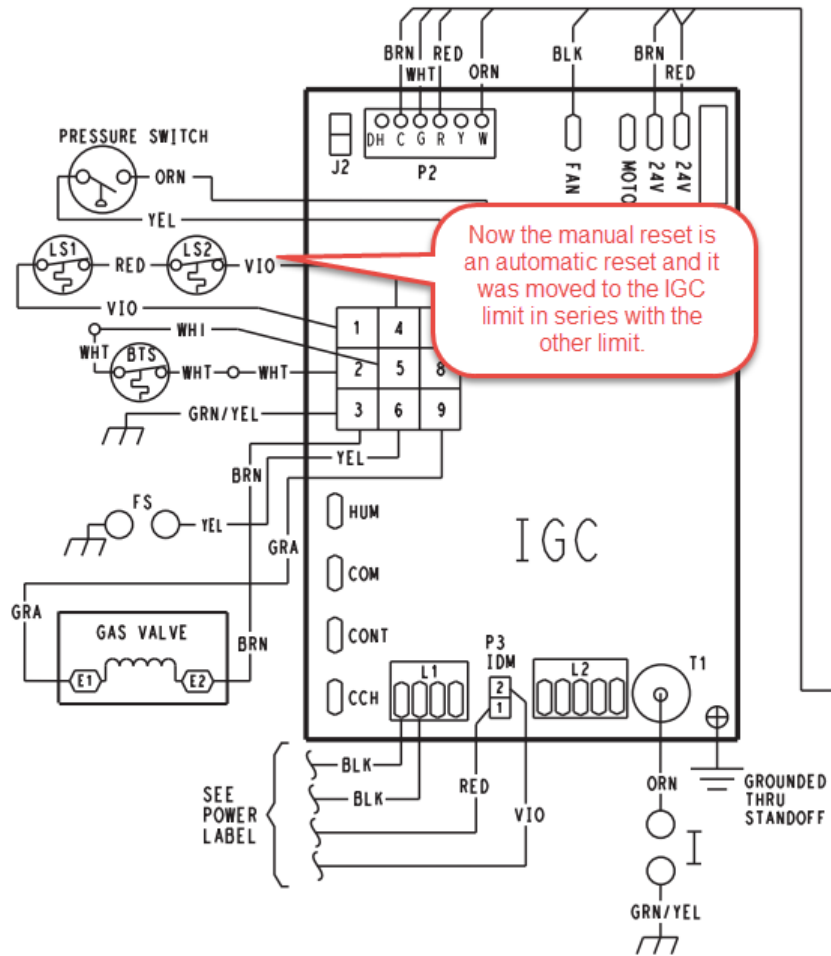 BRN
RED
WHT
ORN
BLK
BRN
RED
PRESSURE SWITCH
ORN
YEL
J2
DH C G R Y W
P2
FAN
MOTO
24V
24V
LS1
RED
LS2
VIO
VIO
Now the manual reset is
an automatic reset and it
was moved to the IGC
limit in series with the
other limit.
WHI
WHT
BTS
WHT
WHT
1 4
2 5 8
3 6 9
GRN/YEL
BRN
YEL
FS
YEL
GRA
HUM
IGC
COM
GRA
GAS VALVE
BRN
CONT
E1
E2
CCH
L1
P3
IDM
2
1
L2
T1
SEE
POWER
LABEL
BLK
BLK
RED
VIO
ORN
GROUNDED
THRU
STANDOFF
I
GRN/YEL